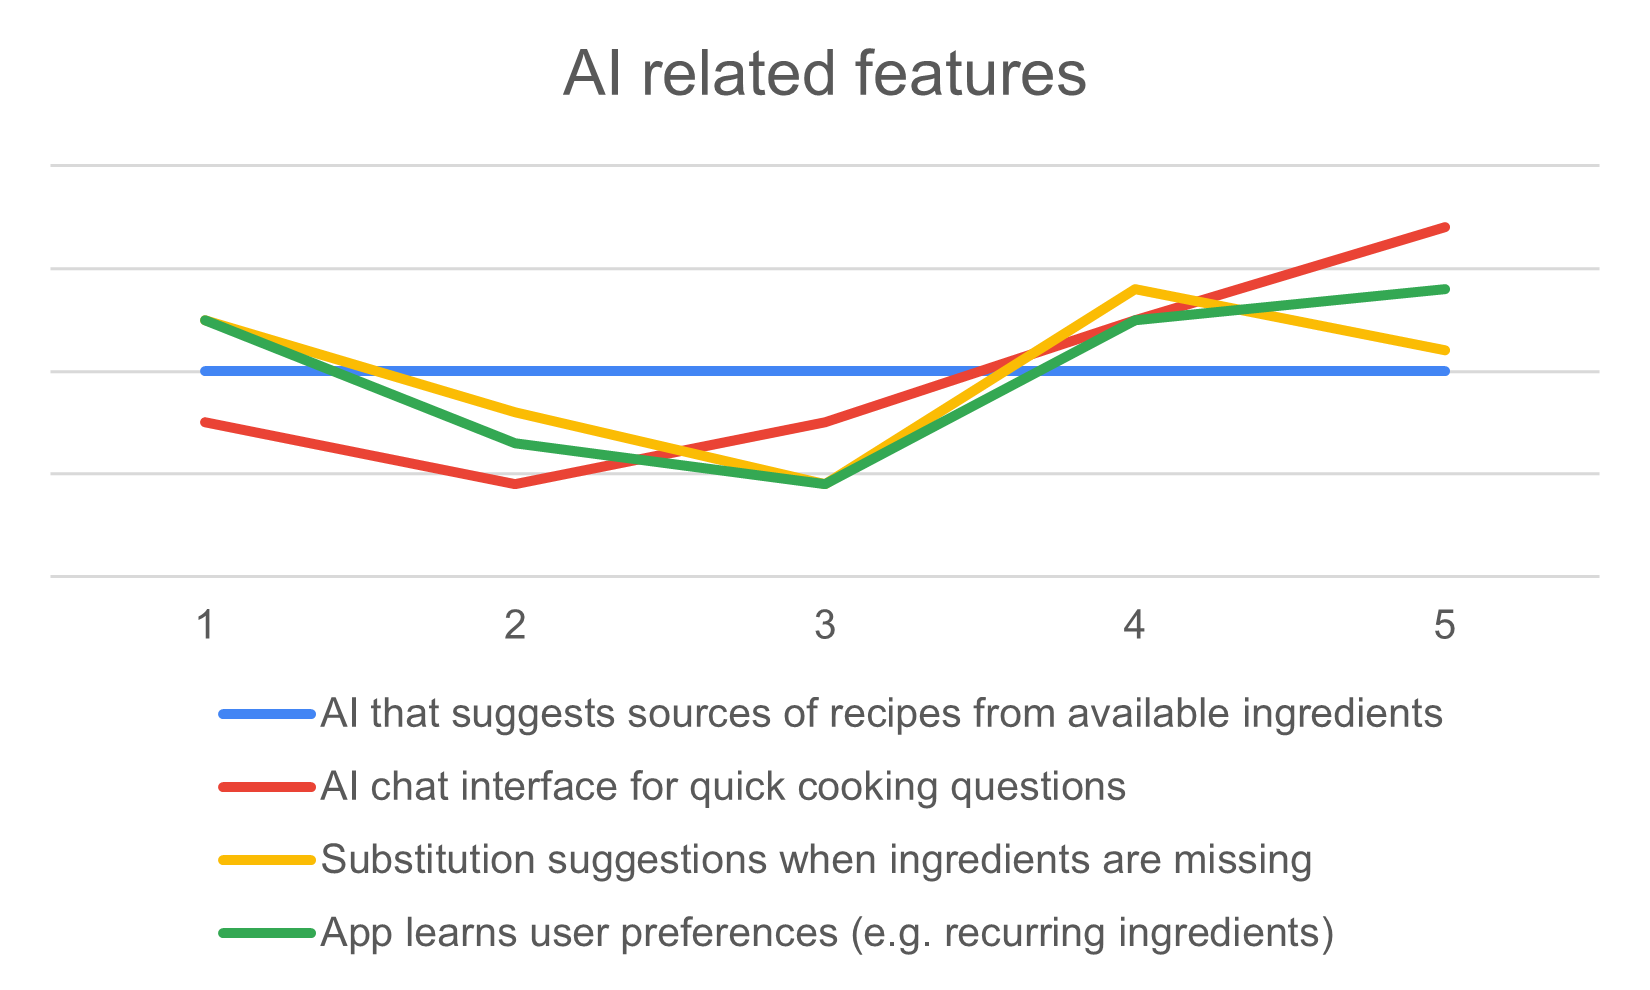 AI related features
1 2 3 4 5
AI that suggests sources of recipes from available ingredients
AI chat interface for quick cooking questions
Substitution suggestions when ingredients are missing
App learns user preferences (e.g. recurring ingredients)